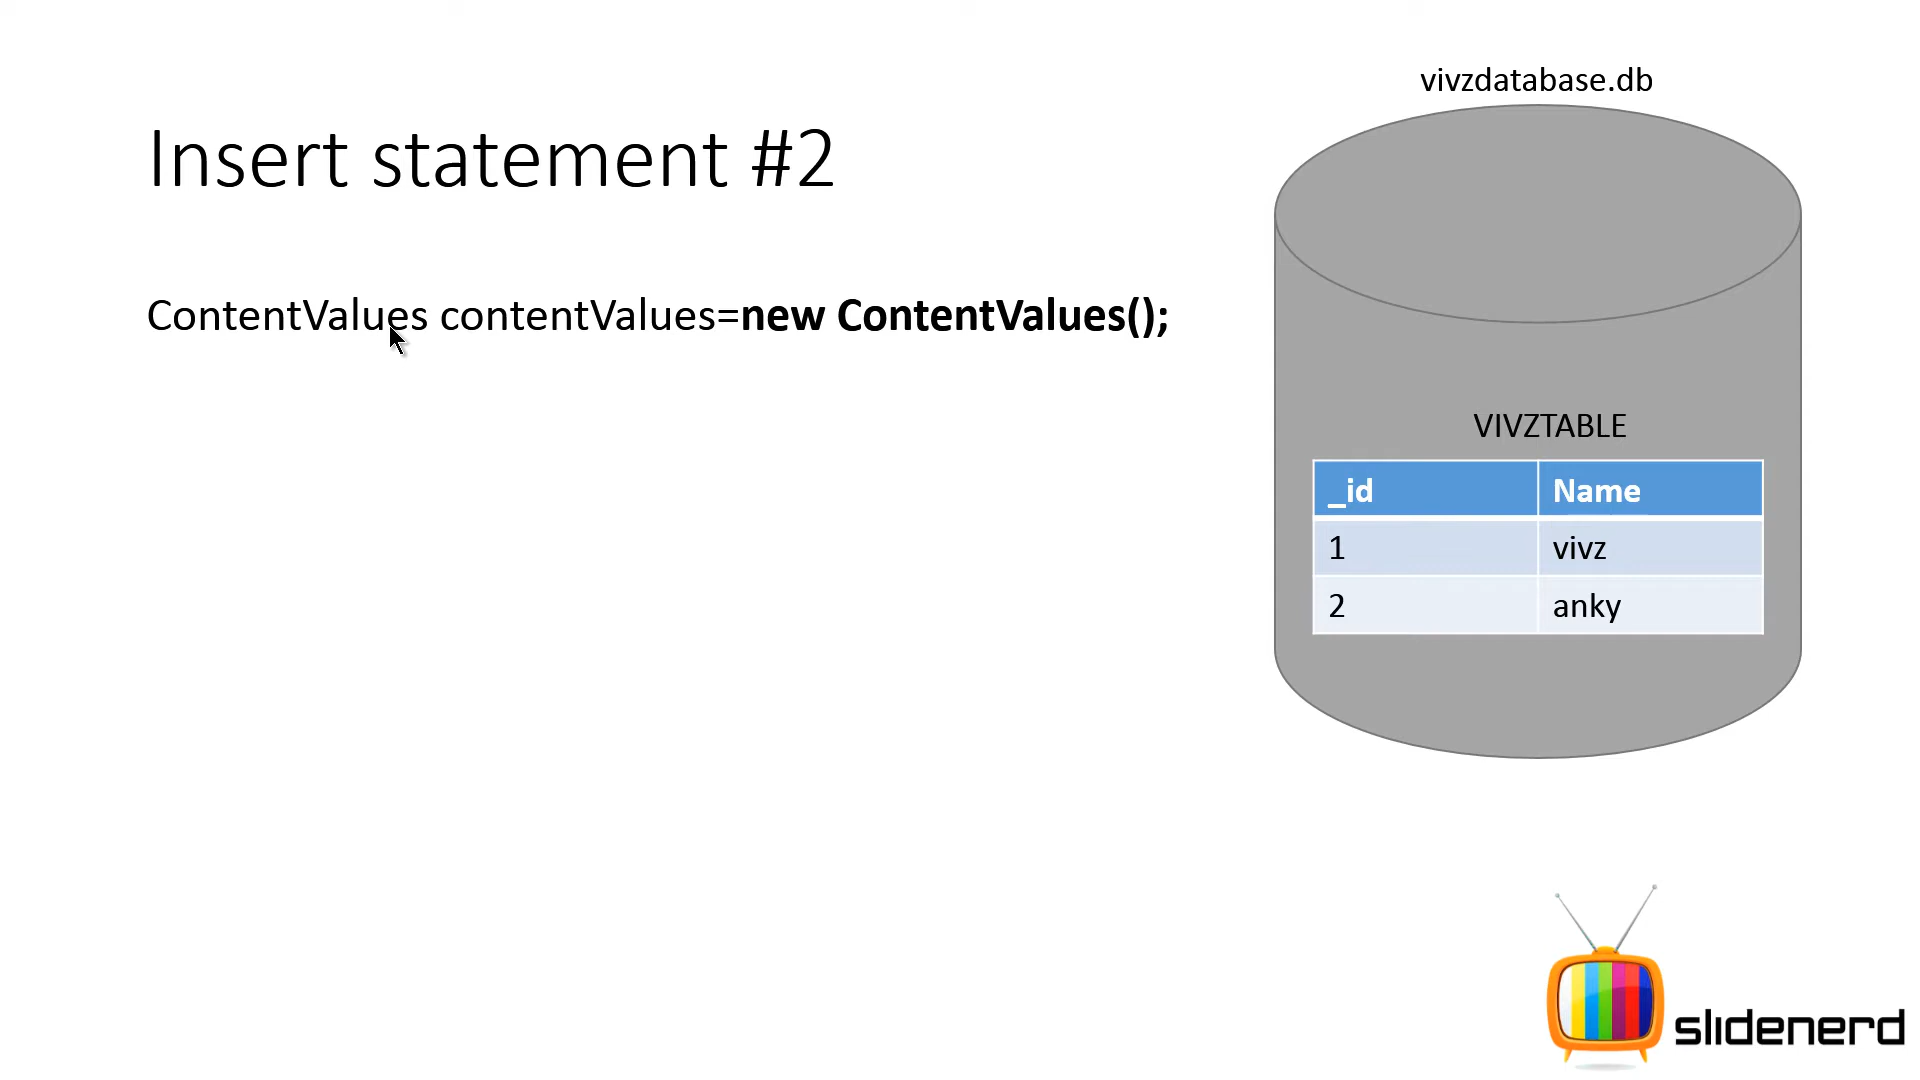 vivzdatabase.db
Insert statement #2
ContentValues contentValues=new ContentValues();
VIVZTABLE
_id Name
1 vivz
2 anky
slidenerd